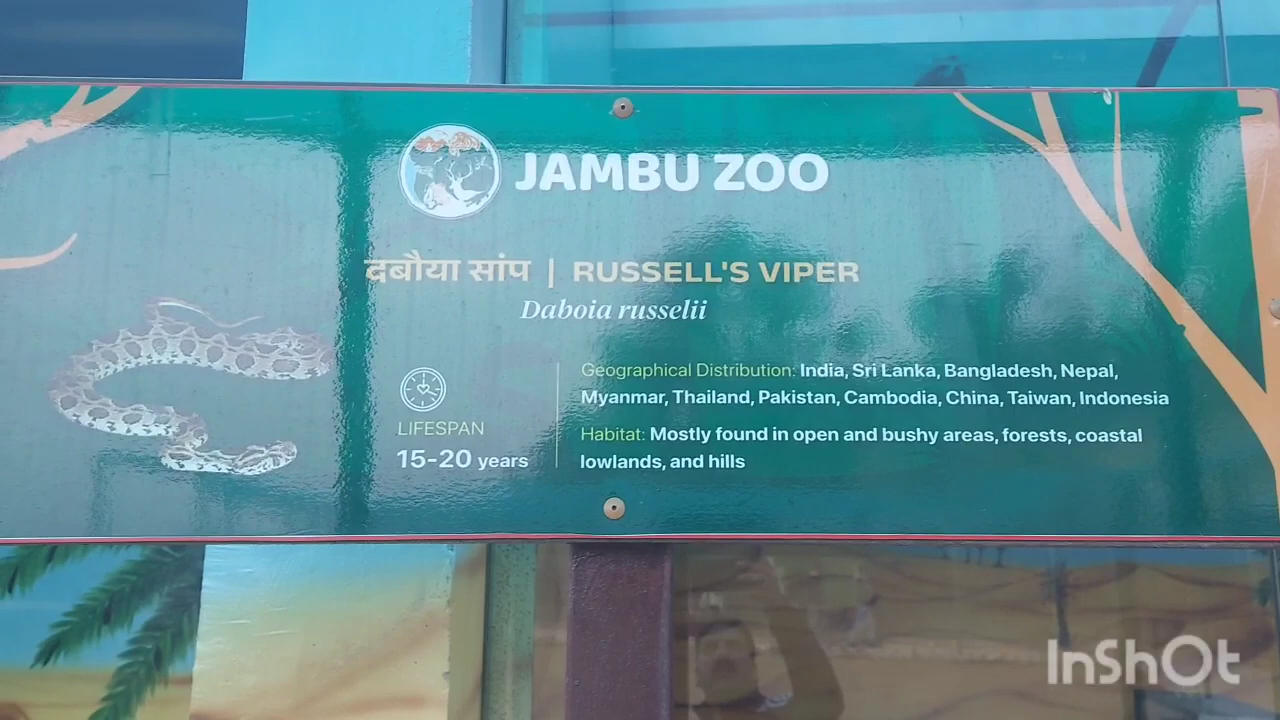 JAMBU ZOO
दबौया सांप | RUSSELL'S VIPER
Daboia russelii
LIFESPAN
15-20 years
Geographical Distribution: India, Sri Lanka, Bangladesh, Nepal,
Myanmar, Thailand, Pakistan, Cambodia, China, Taiwan, Indonesia
Habitat: Mostly found in open and bushy areas, forests, coastal
lowlands, and hills
InShOt